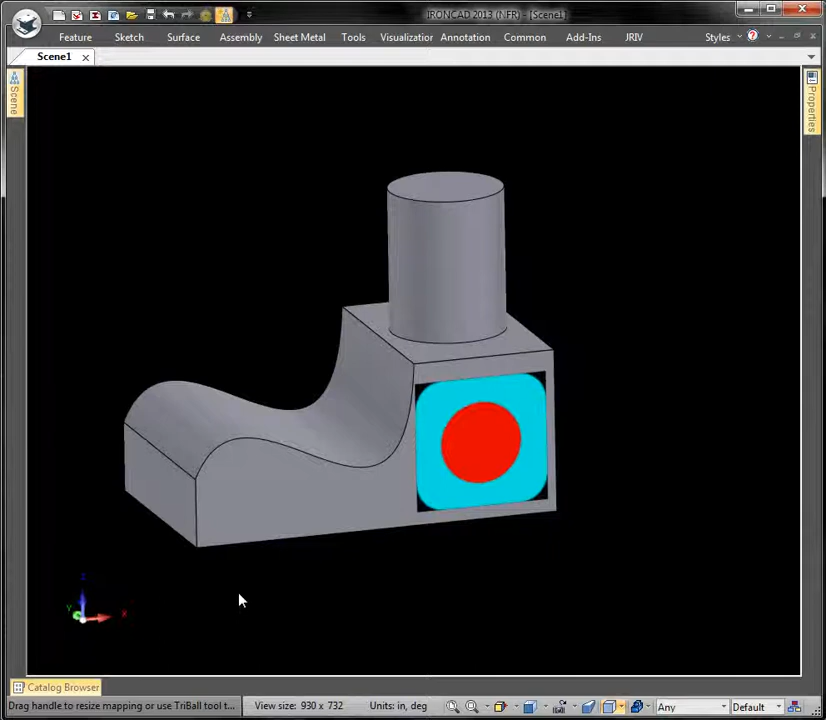 IRONCAD 2013 (NFR) - [Scene1]
Feature Sketch Surface Assembly Sheet Metal Tools Visualization Annotation Common Add-Ins JRIV Styles
Scene1
Scene
Properties
Z
Y
X
Catalog Browser
Drag handle to resize mapping or use TriBall tool t... View size: 930 x 732 Units: in, deg Any Default